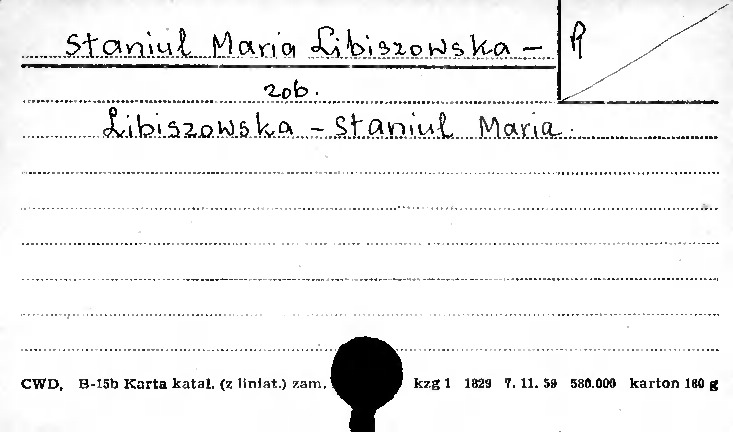 Staniul Maria Libiszowska - R
zob.
Libiszowska - Staniul Maria.
CWD, B-15b Karta katal. (z liniat.) zam. kzg 1 1829 7. 11. 59 580.000 karton 160 g